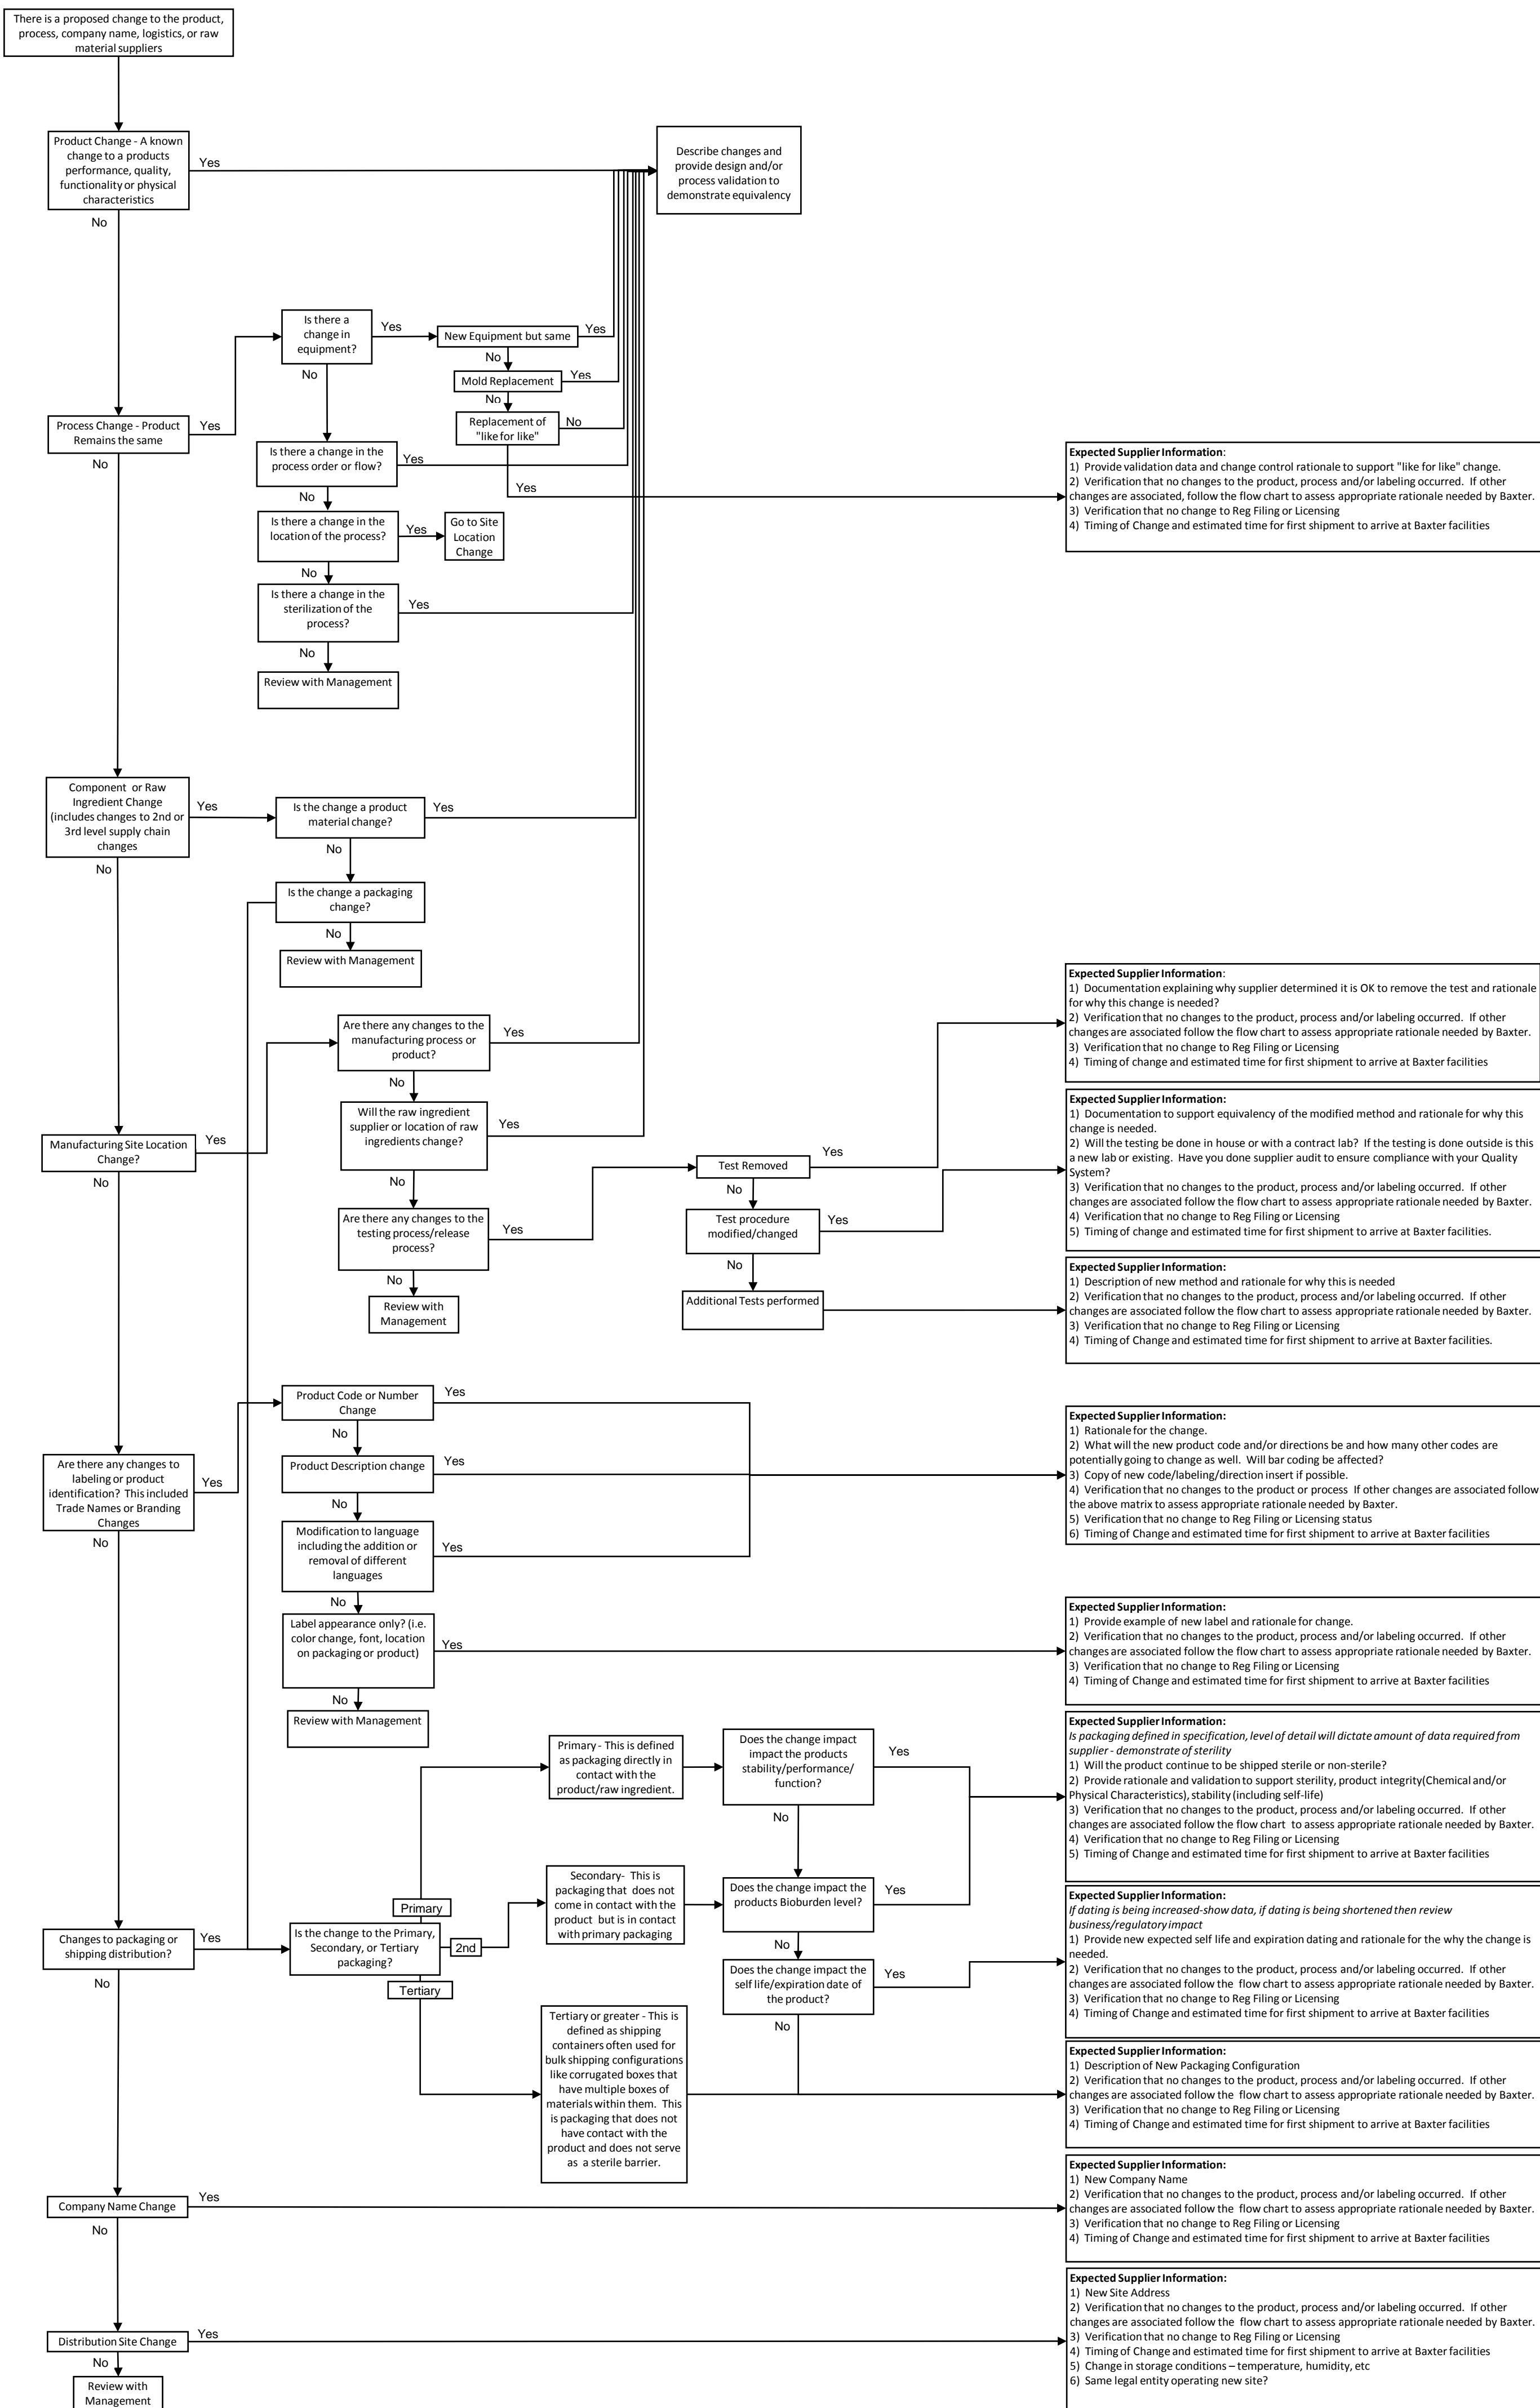 There is a proposed change to the product,
process, company name, logistics, or raw
material suppliers
Product Change - A known
change to a products
performance, quality,
functionality or physical
characteristics
Yes
No
Describe changes and
provide design and/or
process validation to
demonstrate equivalency
Process Change - Product
Remains the same
Yes
No
Is there a
change in
equipment?
Yes
No
New Equipment but same
Yes
No
Mold Replacement
Yes
No
Replacement of
"like for like"
No
Yes
Is there a change in the
process order or flow?
Yes
No
Is there a change in the
location of the process?
Yes
Go to Site
Location
Change
No
Is there a change in the
sterilization of the
process?
Yes
No
Review with Management
Expected Supplier Information:
1) Provide validation data and change control rationale to support "like for like" change.
2) Verification that no changes to the product, process and/or labeling occurred. If other
changes are associated, follow the flow chart to assess appropriate rationale needed by Baxter.
3) Verification that no change to Reg Filing or Licensing
4) Timing of Change and estimated time for first shipment to arrive at Baxter facilities
Component or Raw
Ingredient Change
(includes changes to 2nd or
3rd level supply chain
changes
Yes
No
Is the change a product
material change?
Yes
No
Is the change a packaging
change?
No
Review with Management
Manufacturing Site Location
Change?
Yes
No
Are there any changes to the
manufacturing process or
product?
Yes
No
Will the raw ingredient
supplier or location of raw
ingredients change?
Yes
No
Are there any changes to the
testing process/release
process?
Yes
No
Review with
Management
Test Removed
Yes
No
Test procedure
modified/changed
Yes
No
Additional Tests performed
Expected Supplier Information:
1) Documentation explaining why supplier determined it is OK to remove the test and rationale
for why this change is needed?
2) Verification that no changes to the product, process and/or labeling occurred. If other
changes are associated follow the flow chart to assess appropriate rationale needed by Baxter.
3) Verification that no change to Reg Filing or Licensing
4) Timing of change and estimated time for first shipment to arrive at Baxter facilities
Expected Supplier Information:
1) Documentation to support equivalency of the modified method and rationale for why this
change is needed.
2) Will the testing be done in house or with a contract lab? If the testing is done outside is this
a new lab or existing. Have you done supplier audit to ensure compliance with your Quality
System?
3) Verification that no changes to the product, process and/or labeling occurred. If other
changes are associated follow the flow chart to assess appropriate rationale needed by Baxter.
4) Verification that no change to Reg Filing or Licensing
5) Timing of change and estimated time for first shipment to arrive at Baxter facilities.
Expected Supplier Information:
1) Description of new method and rationale for why this is needed
2) Verification that no changes to the product, process and/or labeling occurred. If other
changes are associated follow the flow chart to assess appropriate rationale needed by Baxter.
3) Verification that no change to Reg Filing or Licensing
4) Timing of Change and estimated time for first shipment to arrive at Baxter facilities.
Are there any changes to
labeling or product
identification? This included
Trade Names or Branding
Changes
Yes
No
Product Code or Number
Change
Yes
No
Product Description change
Yes
No
Modification to language
including the addition or
removal of different
languages
Yes
No
Label appearance only? (i.e.
color change, font, location
on packaging or product)
Yes
No
Review with Management
Expected Supplier Information:
1) Rationale for the change.
2) What will the new product code and/or directions be and how many other codes are
potentially going to change as well. Will bar coding be affected?
3) Copy of new code/labeling/direction insert if possible.
4) Verification that no changes to the product or process If other changes are associated follow
the above matrix to assess appropriate rationale needed by Baxter.
5) Verification that no change to Reg Filing or Licensing status
6) Timing of Change and estimated time for first shipment to arrive at Baxter facilities
Expected Supplier Information:
1) Provide example of new label and rationale for change.
2) Verification that no changes to the product, process and/or labeling occurred. If other
changes are associated follow the flow chart to assess appropriate rationale needed by Baxter.
3) Verification that no change to Reg Filing or Licensing
4) Timing of Change and estimated time for first shipment to arrive at Baxter facilities
Changes to packaging or
shipping distribution?
Yes
No
Is the change to the Primary,
Secondary, or Tertiary
packaging?
Primary
2nd
Tertiary
Primary - This is defined
as packaging directly in
contact with the
product/raw ingredient.
Secondary- This is
packaging that does not
come in contact with the
product but is in contact
with primary packaging
Tertiary or greater - This is
defined as shipping
containers often used for
bulk shipping configurations
like corrugated boxes that
have multiple boxes of
materials within them. This
is packaging that does not
have contact with the
product and does not serve
as a sterile barrier.
Does the change impact
impact the products
stability/performance/
function?
Yes
No
Does the change impact the
products Bioburden level?
Yes
No
Does the change impact the
self life/expiration date of
the product?
Yes
No
Expected Supplier Information:
Is packaging defined in specification, level of detail will dictate amount of data required from
supplier - demonstrate of sterility
1) Will the product continue to be shipped sterile or non-sterile?
2) Provide rationale and validation to support sterility, product integrity(Chemical and/or
Physical Characteristics), stability (including self-life)
3) Verification that no changes to the product, process and/or labeling occurred. If other
changes are associated follow the flow chart to assess appropriate rationale needed by Baxter.
4) Verification that no change to Reg Filing or Licensing
5) Timing of Change and estimated time for first shipment to arrive at Baxter facilities
Expected Supplier Information:
If dating is being increased-show data, if dating is being shortened then review
business/regulatory impact
1) Provide new expected self life and expiration dating and rationale for the why the change is
needed.
2) Verification that no changes to the product, process and/or labeling occurred. If other
changes are associated follow the flow chart to assess appropriate rationale needed by Baxter.
3) Verification that no change to Reg Filing or Licensing
4) Timing of Change and estimated time for first shipment to arrive at Baxter facilities
Expected Supplier Information:
1) Description of New Packaging Configuration
2) Verification that no changes to the product, process and/or labeling occurred. If other
changes are associated follow the flow chart to assess appropriate rationale needed by Baxter.
3) Verification that no change to Reg Filing or Licensing
4) Timing of Change and estimated time for first shipment to arrive at Baxter facilities
Company Name Change
Yes
No
Expected Supplier Information:
1) New Company Name
2) Verification that no changes to the product, process and/or labeling occurred. If other
changes are associated follow the flow chart to assess appropriate rationale needed by Baxter.
3) Verification that no change to Reg Filing or Licensing
4) Timing of Change and estimated time for first shipment to arrive at Baxter facilities
Distribution Site Change
Yes
No
Review with
Management
Expected Supplier Information:
1) New Site Address
2) Verification that no changes to the product, process and/or labeling occurred. If other
changes are associated follow the flow chart to assess appropriate rationale needed by Baxter.
3) Verification that no change to Reg Filing or Licensing
4) Timing of Change and estimated time for first shipment to arrive at Baxter facilities
5) Change in storage conditions – temperature, humidity, etc
6) Same legal entity operating new site?